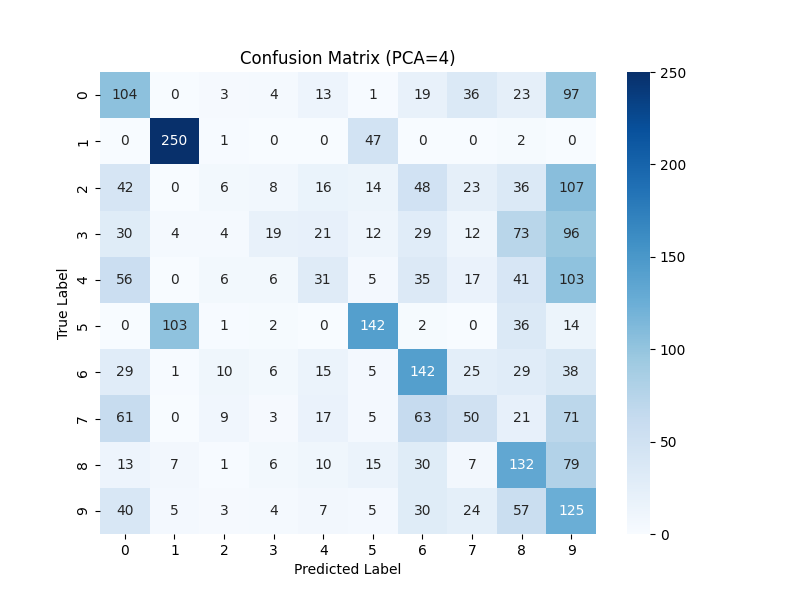 Confusion Matrix (PCA=4)
0 104 0 3 4 13 1 19 36 23 97
1 0 250 1 0 0 47 0 0 2 0
2 42 0 6 8 16 14 48 23 36 107
3 30 4 4 19 21 12 29 12 73 96
4 56 0 6 6 31 5 35 17 41 103
5 0 103 1 2 0 142 2 0 36 14
6 29 1 10 6 15 5 142 25 29 38
7 61 0 9 3 17 5 63 50 21 71
8 13 7 1 6 10 15 30 7 132 79
9 40 5 3 4 7 5 30 24 57 125
0 1 2 3 4 5 6 7 8 9
Predicted Label
True Label
250
200
150
100
50
0